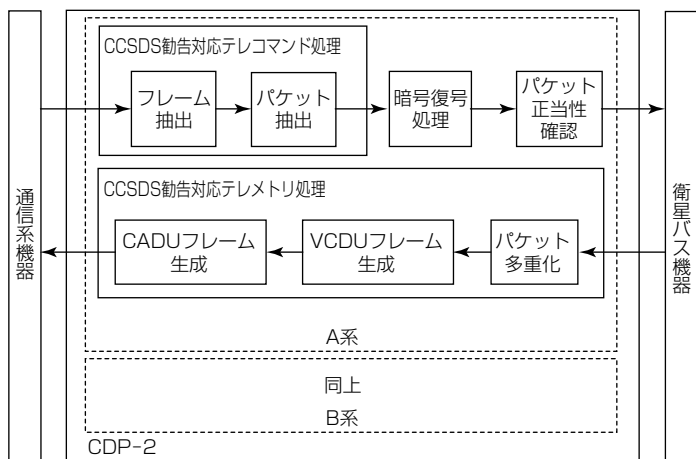 通信系機器
CCSDS勧告対応テレコマンド処理
フレーム
抽出
パケット
抽出
暗号復号
処理
パケット
正当性
確認
CCSDS勧告対応テレメトリ処理
CADUフレーム
生成
VCDUフレーム
生成
パケット
多重化
A系
同上
B系
CDP-2
衛星バス機器